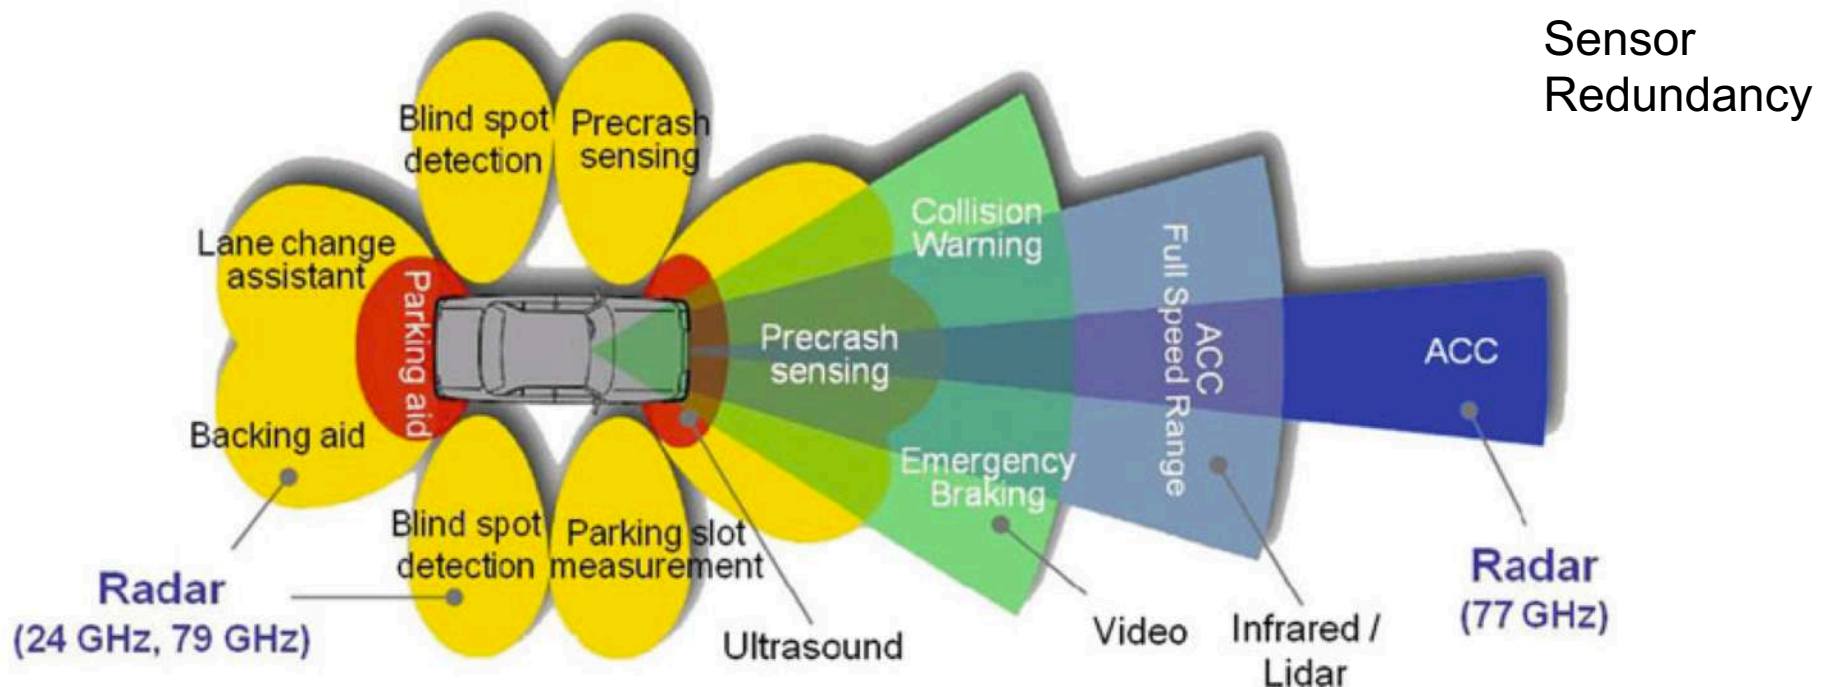 Sensor
Redundancy
Blind spot
detection
Precrash
sensing
Lane change
assistant
Parking aid
Collision
Warning
Precrash
sensing
ACC
Full Speed Range
ACC
Backing aid
Emergency
Braking
Blind spot
detection
Parking slot
measurement
Radar
(24 GHz, 79 GHz)
Ultrasound
Video
Infrared /
Lidar
Radar
(77 GHz)